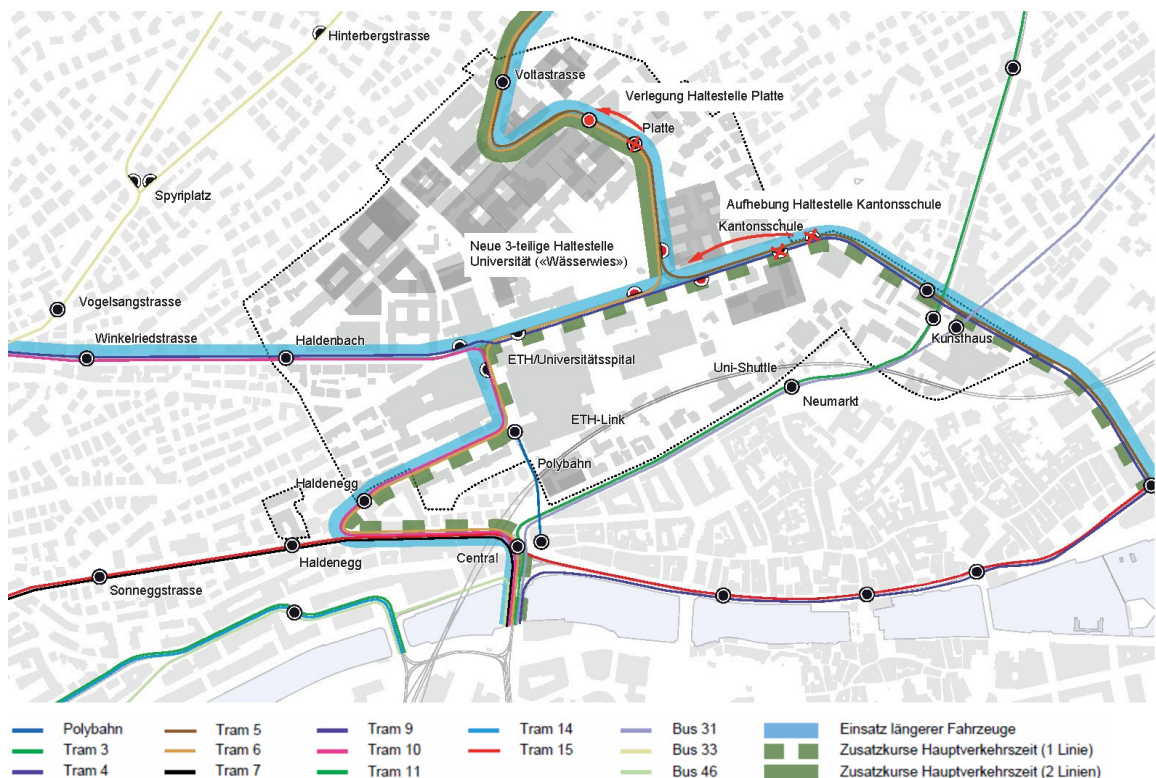 Hinterbergstrasse
Voltastrasse
Verlegung Haltestelle Platte
Platte
Spyriplatz
Aufhebung Haltestelle Kantonsschule
Kantonsschule
Neue 3-teilige Haltestelle
Universität («Wässerwies»)
Vogelsangstrasse
Winkelriedstrasse
Haldenbach
Kunsthaus
ETH/Universitätsspital
Uni-Shuttle
Neumarkt
ETH-Link
Polybahn
Haldenegg
Central
Haldenegg
Sonneggstrasse
Polybahn
Tram 3
Tram 4
Tram 5
Tram 6
Tram 7
Tram 9
Tram 10
Tram 11
Tram 14
Tram 15
Bus 31
Bus 33
Bus 46
Einsatz längerer Fahrzeuge
Zusatzkurse Hauptverkehrszeit (1 Linie)
Zusatzkurse Hauptverkehrszeit (2 Linien)